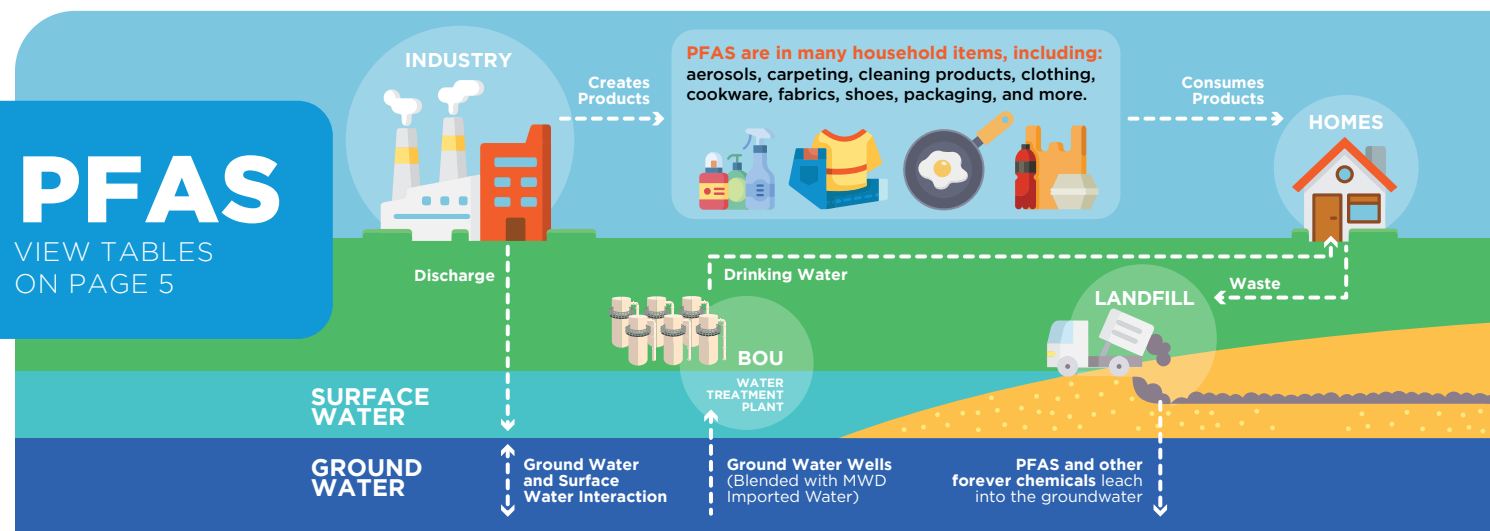 PFAS
VIEW TABLES
ON PAGE 5
INDUSTRY
Creates
Products
PFAS are in many household items, including:
aerosols, carpeting, cleaning products, clothing,
cookware, fabrics, shoes, packaging, and more.
Consumes
Products
HOMES
Discharge
Drinking Water
Waste
LANDFILL
BOU
WATER
TREATMENT
PLANT
SURFACE
WATER
GROUND
WATER
Ground Water
and Surface
Water Interaction
Ground Water Wells
(Blended with MWD
Imported Water)
PFAS and other
forever chemicals leach
into the groundwater